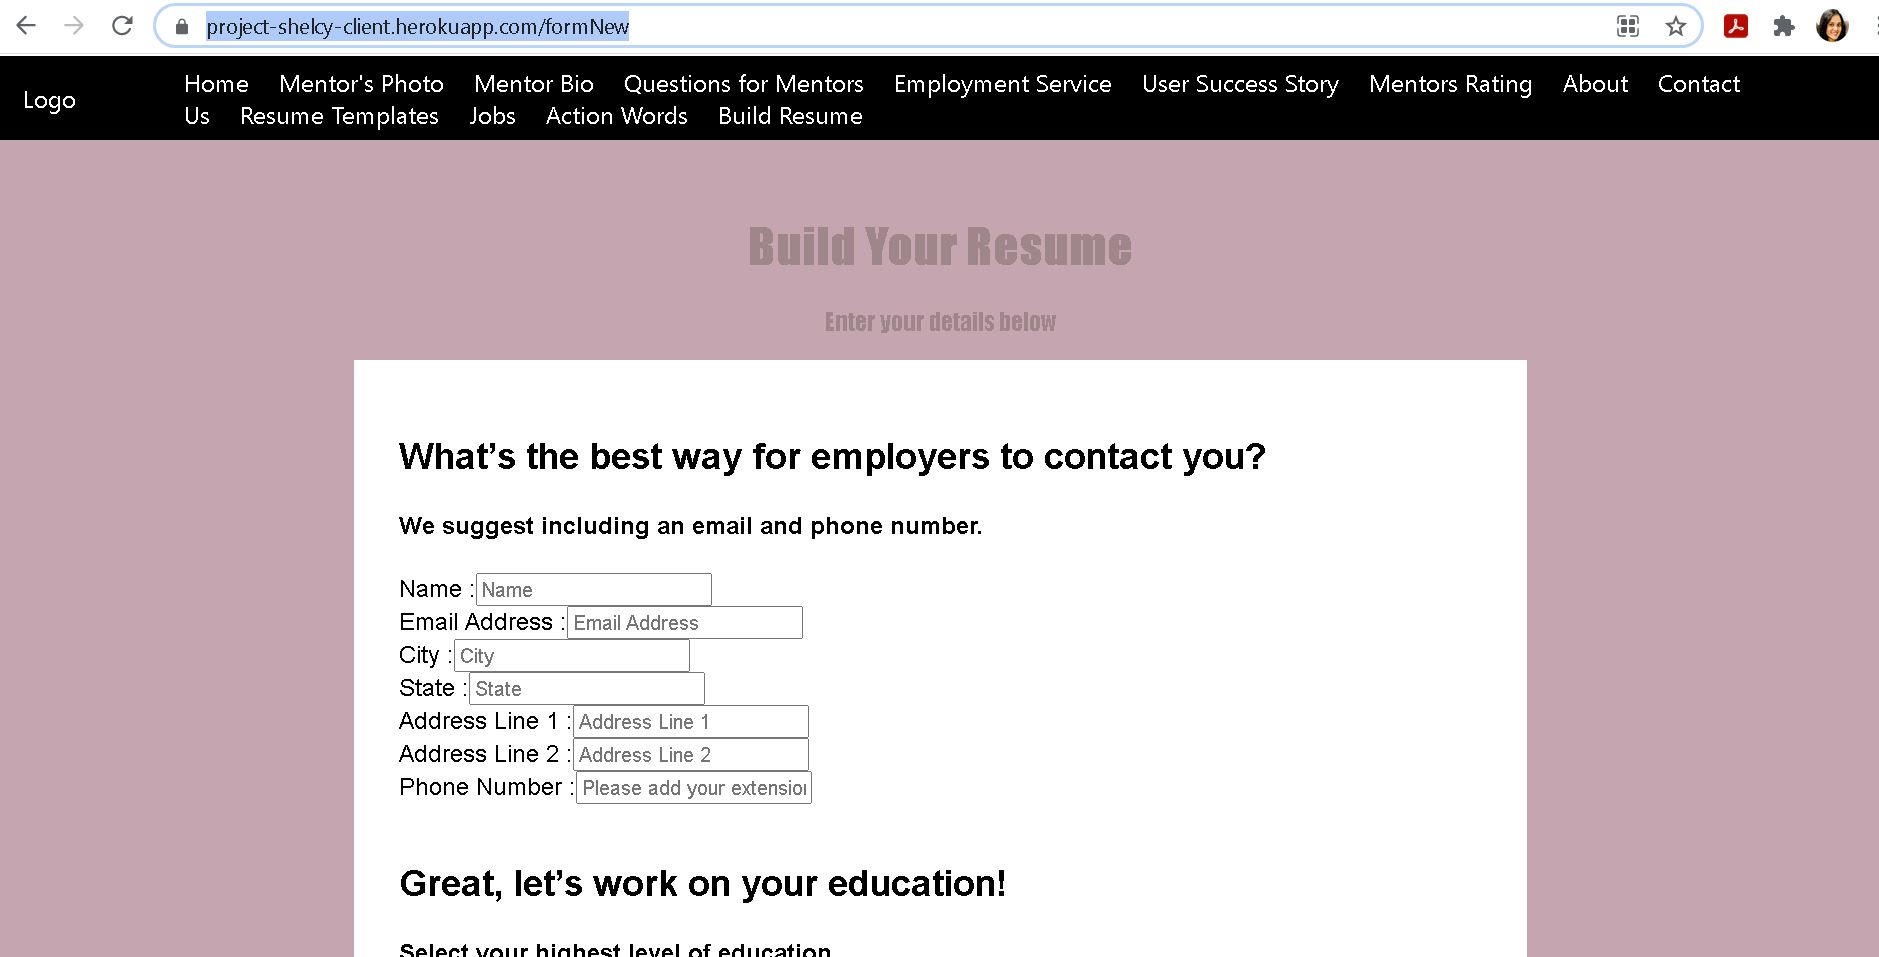 project-shelcy-client.herokuapp.com/formNew
Logo
Home Mentor's Photo Mentor Bio Questions for Mentors Employment Service User Success Story Mentors Rating About Contact
Us Resume Templates Jobs Action Words Build Resume
Build Your Resume
Enter your details below
What’s the best way for employers to contact you?
We suggest including an email and phone number.
Name : Name
Email Address : Email Address
City : City
State : State
Address Line 1 : Address Line 1
Address Line 2 : Address Line 2
Phone Number : Please add your extension
Great, let’s work on your education!
Select your highest level of education